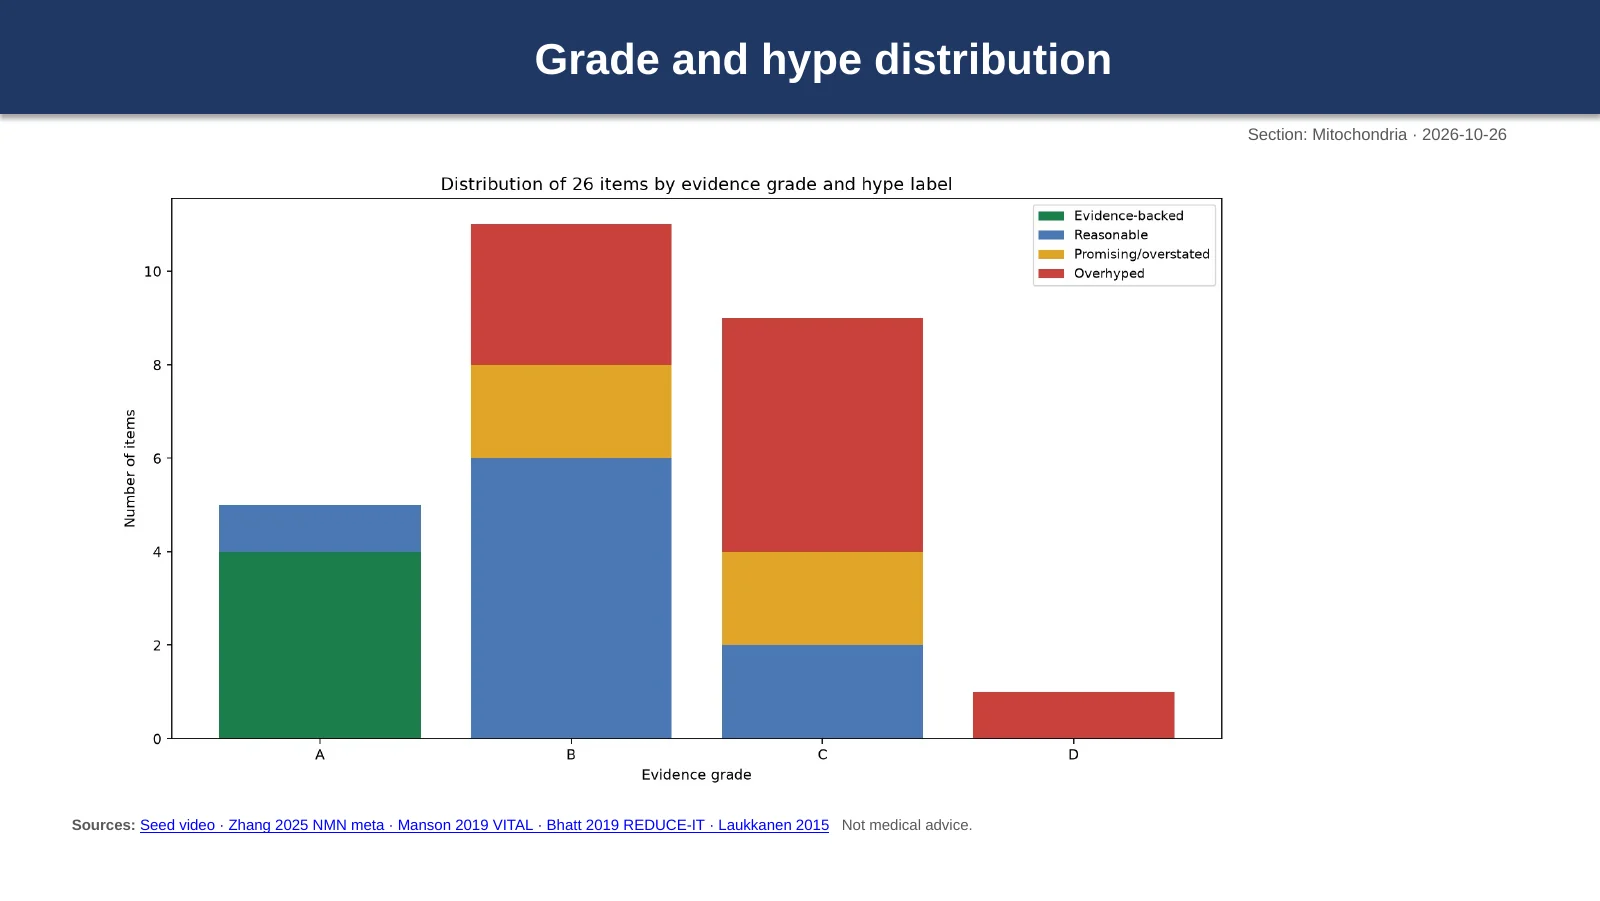 Grade and hype distribution
Section: Mitochondria · 2026-10-26
Distribution of 26 items by evidence grade and hype label
Evidence-backed
Reasonable
Promising/overstated
Overhyped
Number of items
10
8
6
4
2
0
A B C D
Evidence grade
Sources: Seed video · Zhang 2025 NMN meta · Manson 2019 VITAL · Bhatt 2019 REDUCE-IT · Laukkanen 2015 Not medical advice.